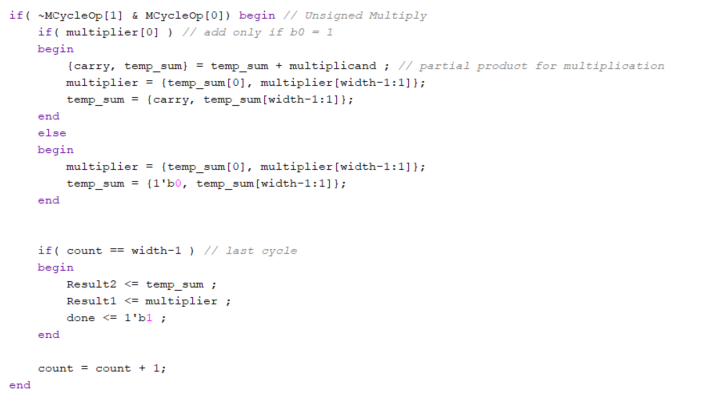 if( ~MCycleOp[1] & MCycleOp[0]) begin // Unsigned Multiply
if( multiplier[0] ) // add only if b0 = 1
begin
{carry, temp_sum} = temp_sum + multiplicand ; // partial product for multiplication
multiplier = {temp_sum[0], multiplier[width-1:1]};
temp_sum = {carry, temp_sum[width-1:1]};
end
else
begin
multiplier = {temp_sum[0], multiplier[width-1:1]};
temp_sum = {1'b0, temp_sum[width-1:1]};
end
if( count == width-1 ) // last cycle
begin
Result2 <= temp_sum ;
Result1 <= multiplier ;
done <= 1'b1 ;
end
count = count + 1;
end